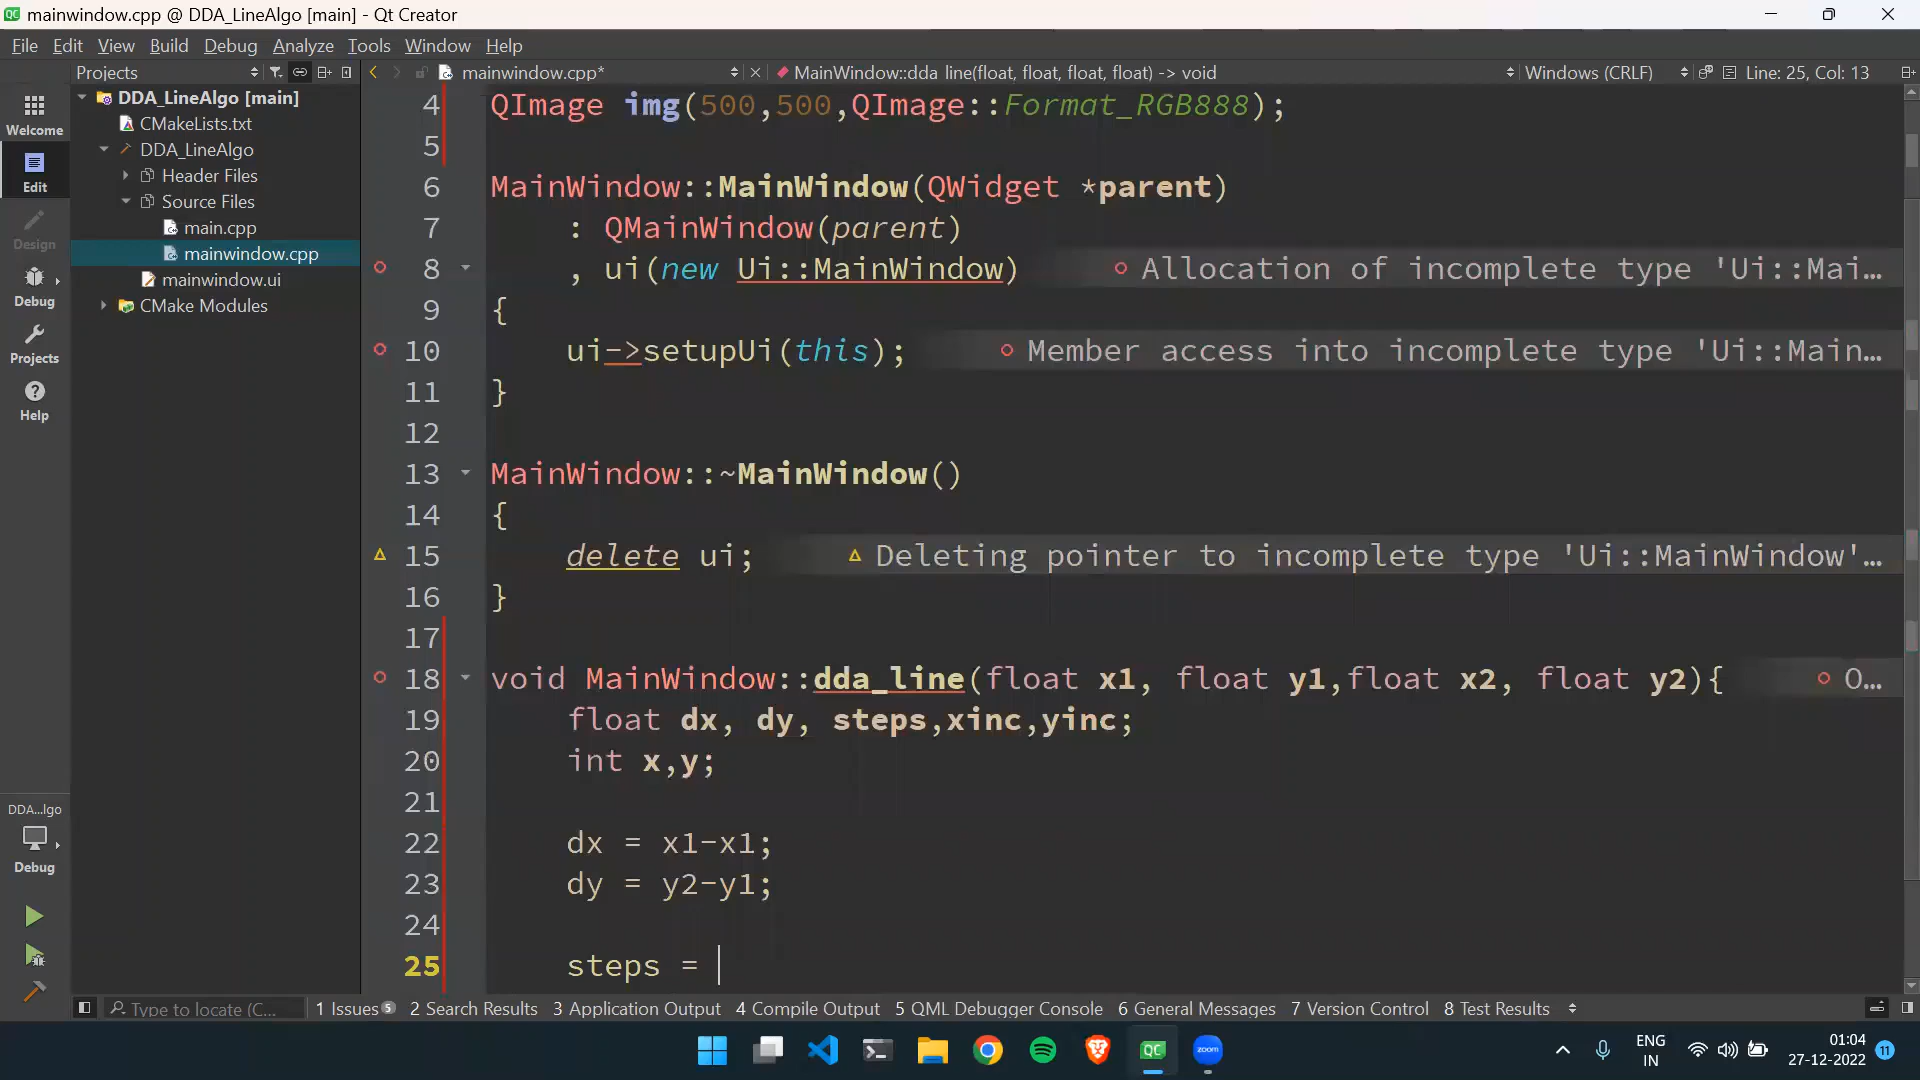 mainwindow.cpp @ DDA_LineAlgo [main] - Qt Creator
File Edit View Build Debug Analyze Tools Window Help
Projects
mainwindow.cpp*
MainWindow::dda line(float, float, float, float) -> void
Windows (CRLF)
Line: 25, Col: 13
Welcome
Edit
Design
Debug
Projects
Help
DDA...lgo
Debug
DDA_LineAlgo [main]
CMakeLists.txt
DDA_LineAlgo
Header Files
Source Files
main.cpp
mainwindow.cpp
mainwindow.ui
CMake Modules
4 QImage img(500,500,QImage::Format_RGB888);
5
6 MainWindow::MainWindow(QWidget *parent)
7 : QMainWindow(parent)
8 , ui(new Ui::MainWindow) Allocation of incomplete type 'Ui::Mai...
9 {
10 ui->setupUi(this); Member access into incomplete type 'Ui::Main...
11 }
12
13 MainWindow::~MainWindow()
14 {
15 delete ui; Deleting pointer to incomplete type 'Ui::MainWindow'...
16 }
17
18 void MainWindow::dda_line(float x1, float y1,float x2, float y2){ O...
19 float dx, dy, steps,xinc,yinc;
20 int x,y;
21
22 dx = x1-x1;
23 dy = y2-y1;
24
25 steps =
Type to locate (C...
1 Issues 5 2 Search Results 3 Application Output 4 Compile Output 5 QML Debugger Console 6 General Messages 7 Version Control 8 Test Results
QC
zoom
ENG
IN
01:04
27-12-2022
11